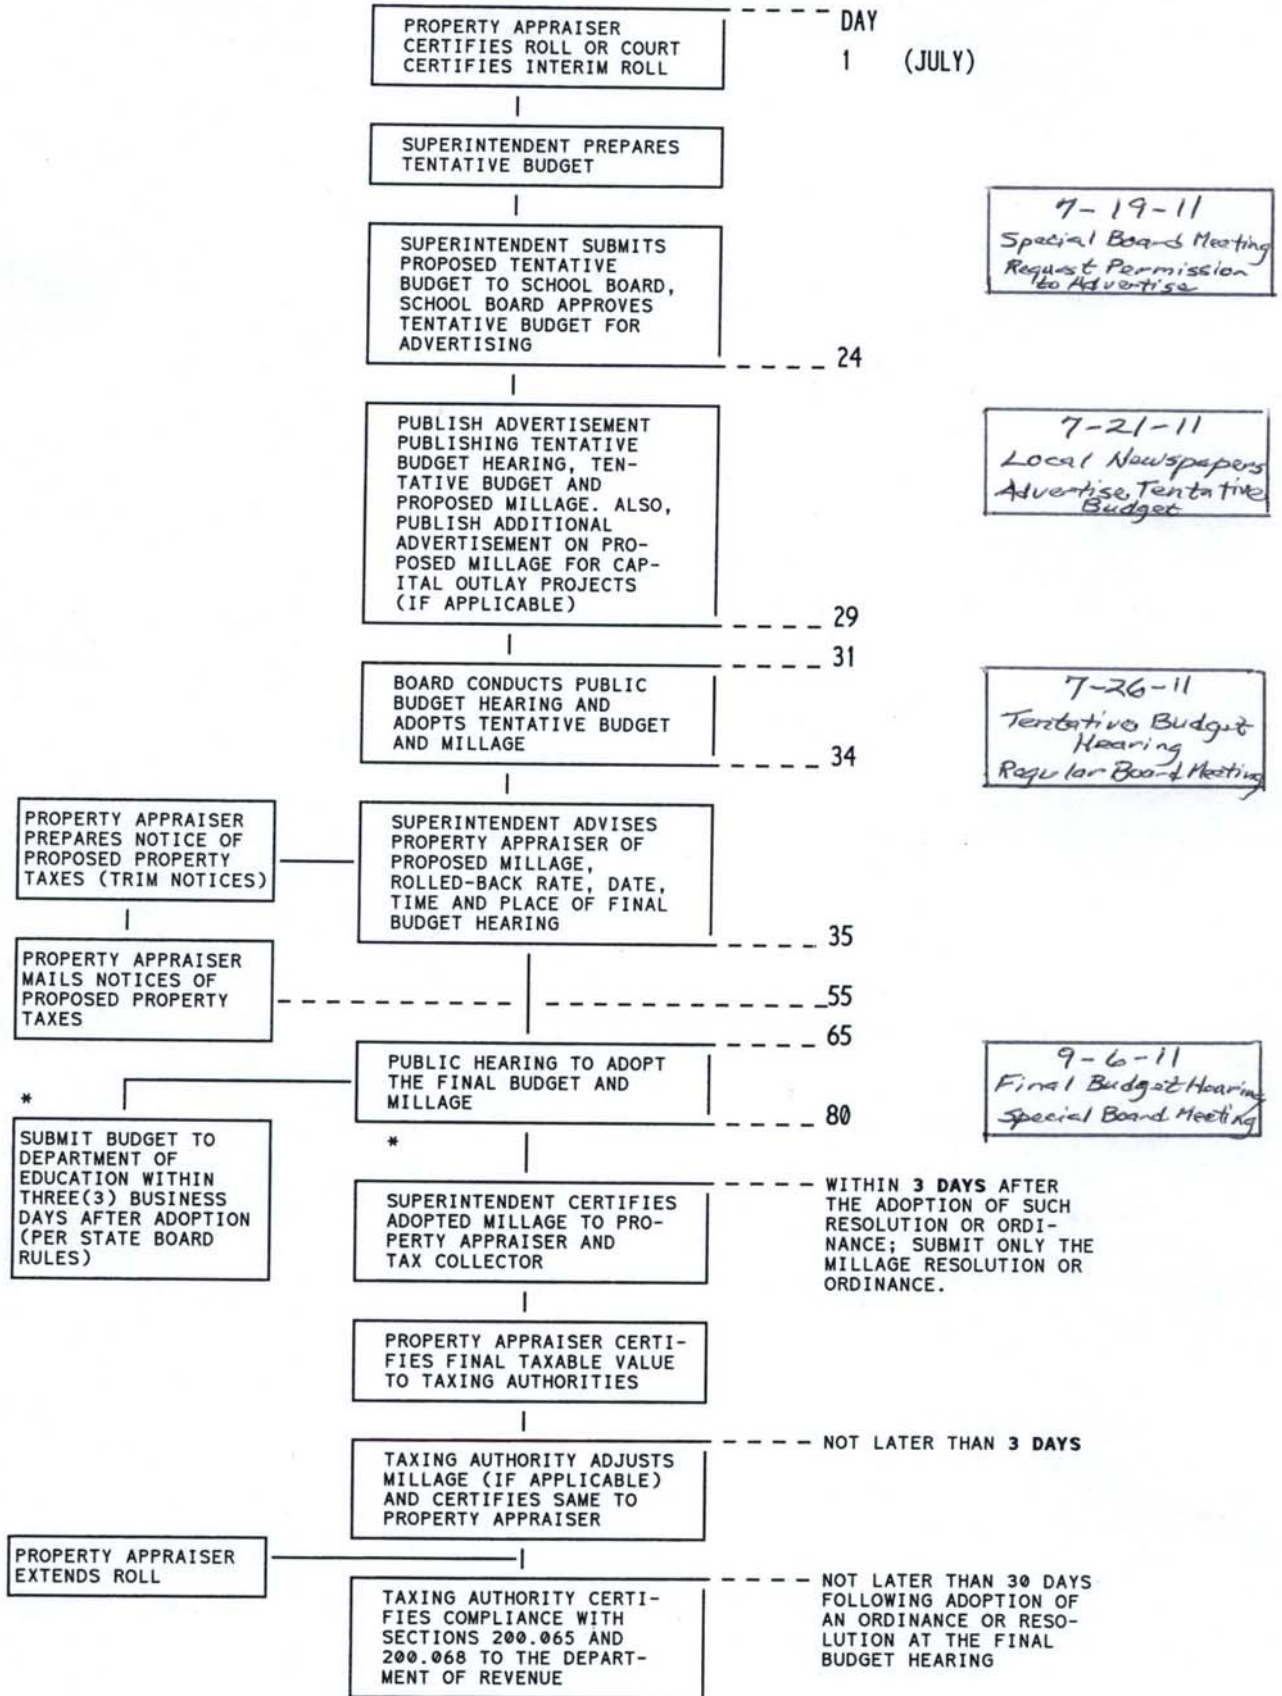 PROPERTY APPRAISER
CERTIFIES ROLL OR COURT
CERTIFIES INTERIM ROLL
DAY
1 (JULY)
SUPERINTENDENT PREPARES
TENTATIVE BUDGET
SUPERINTENDENT SUBMITS
PROPOSED TENTATIVE
BUDGET TO SCHOOL BOARD,
SCHOOL BOARD APPROVES
TENTATIVE BUDGET FOR
ADVERTISING
24
7-19-11
Special Board Meeting
Request Permission
to Advertise
PUBLISH ADVERTISEMENT
PUBLISHING TENTATIVE
BUDGET HEARING, TEN-
TATIVE BUDGET AND
PROPOSED MILLAGE. ALSO,
PUBLISH ADDITIONAL
ADVERTISEMENT ON PRO-
POSED MILLAGE FOR CAP-
ITAL OUTLAY PROJECTS
(IF APPLICABLE)
29
7-21-11
Local Newspapers
Advertise Tentative
Budget
31
BOARD CONDUCTS PUBLIC
BUDGET HEARING AND
ADOPTS TENTATIVE BUDGET
AND MILLAGE
34
7-26-11
Tentative Budget
Hearing
Regular Board Meeting
PROPERTY APPRAISER
PREPARES NOTICE OF
PROPOSED PROPERTY
TAXES (TRIM NOTICES)
SUPERINTENDENT ADVISES
PROPERTY APPRAISER OF
PROPOSED MILLAGE,
ROLLED-BACK RATE, DATE,
TIME AND PLACE OF FINAL
BUDGET HEARING
35
PROPERTY APPRAISER
MAILS NOTICES OF
PROPOSED PROPERTY
TAXES
55
65
PUBLIC HEARING TO ADOPT
THE FINAL BUDGET AND
MILLAGE
80
9-6-11
Final Budget Hearing
Special Board Meeting
*
SUBMIT BUDGET TO
DEPARTMENT OF
EDUCATION WITHIN
THREE(3) BUSINESS
DAYS AFTER ADOPTION
(PER STATE BOARD
RULES)
*
SUPERINTENDENT CERTIFIES
ADOPTED MILLAGE TO PRO-
PERTY APPRAISER AND
TAX COLLECTOR
WITHIN 3 DAYS AFTER
THE ADOPTION OF SUCH
RESOLUTION OR ORDI-
NANCE; SUBMIT ONLY THE
MILLAGE RESOLUTION OR
ORDINANCE.
PROPERTY APPRAISER CERTI-
FIES FINAL TAXABLE VALUE
TO TAXING AUTHORITIES
TAXING AUTHORITY ADJUSTS
MILLAGE (IF APPLICABLE)
AND CERTIFIES SAME TO
PROPERTY APPRAISER
NOT LATER THAN 3 DAYS
PROPERTY APPRAISER
EXTENDS ROLL
TAXING AUTHORITY CERTI-
FIES COMPLIANCE WITH
SECTIONS 200.065 AND
200.068 TO THE DEPART-
MENT OF REVENUE
NOT LATER THAN 30 DAYS
FOLLOWING ADOPTION OF
AN ORDINANCE OR RESO-
LUTION AT THE FINAL
BUDGET HEARING